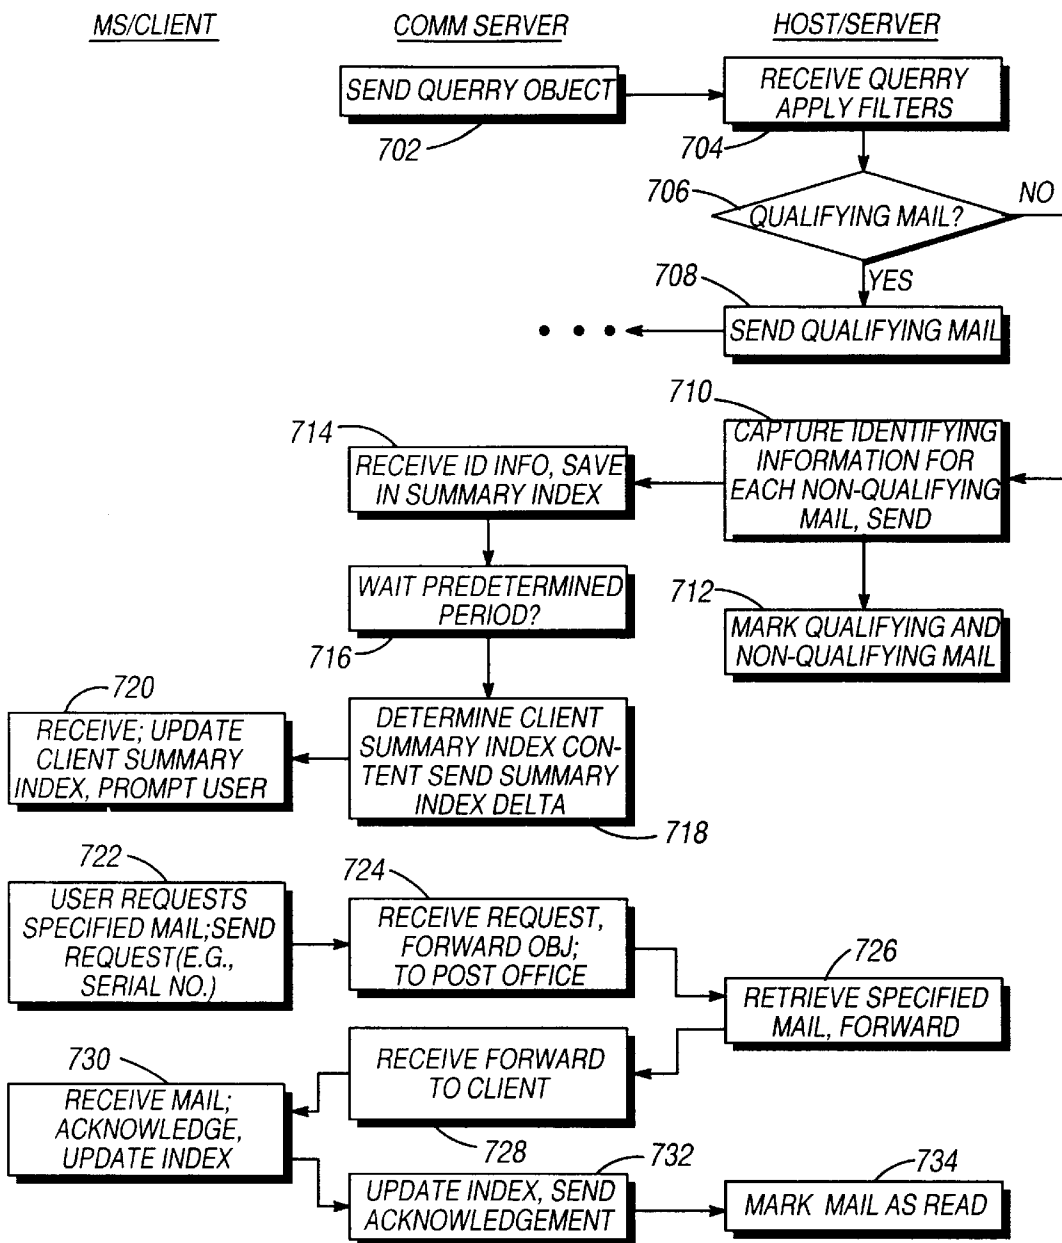 MS/CLIENT
COMM SERVER
HOST/SERVER
SEND QUERRY OBJECT
702
RECEIVE QUERRY
APPLY FILTERS
704
706
QUALIFYING MAIL?
NO
YES
708
SEND QUALIFYING MAIL
710
CAPTURE IDENTIFYING
INFORMATION FOR
EACH NON-QUALIFYING
MAIL, SEND
714
RECEIVE ID INFO, SAVE
IN SUMMARY INDEX
WAIT PREDETERMINED
PERIOD?
716
712
MARK QUALIFYING AND
NON-QUALIFYING MAIL
720
RECEIVE; UPDATE
CLIENT SUMMARY
INDEX, PROMPT USER
DETERMINE CLIENT
SUMMARY INDEX CON-
TENT SEND SUMMARY
INDEX DELTA
718
722
USER REQUESTS
SPECIFIED MAIL;SEND
REQUEST(E.G.,
SERIAL NO.)
724
RECEIVE REQUEST,
FORWARD OBJ;
TO POST OFFICE
726
RETRIEVE SPECIFIED
MAIL, FORWARD
RECEIVE FORWARD
TO CLIENT
728
730
RECEIVE MAIL;
ACKNOWLEDGE,
UPDATE INDEX
732
UPDATE INDEX, SEND
ACKNOWLEDGEMENT
734
MARK MAIL AS READ